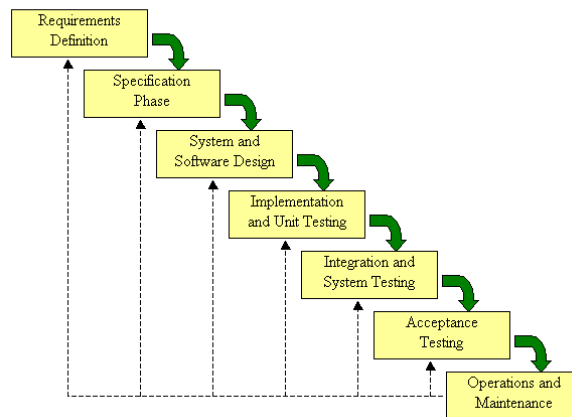 Requirements
Definition
Specification
Phase
System and
Software Design
Implementation
and Unit Testing
Integration and
System Testing
Acceptance
Testing
Operations and
Maintenance